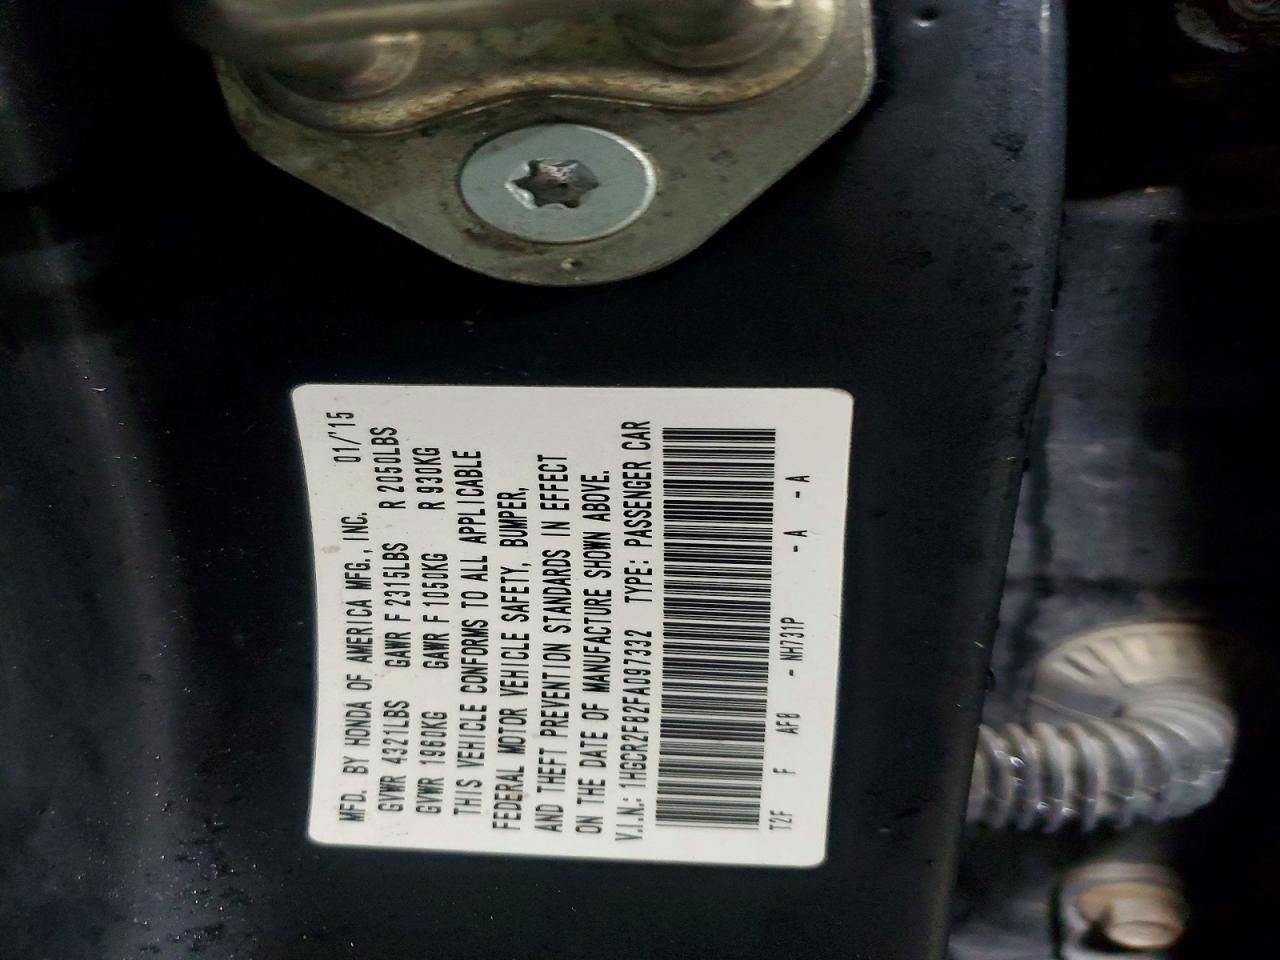 MFD. BY HONDA OF AMERICA MFG., INC. 01/'15
GVWR 4321LBS GAWR F 2315LBS R 2050LBS
GVWR 1960KG GAWR F 1050KG R 930KG
THIS VEHICLE CONFORMS TO ALL APPLICABLE
FEDERAL MOTOR VEHICLE SAFETY, BUMPER,
AND THEFT PREVENTION STANDARDS IN EFFECT
ON THE DATE OF MANUFACTURE SHOWN ABOVE.
V.I.N.: 1HGCR2F82FA097332 TYPE: PASSENGER CAR
T2F F AF8 - NH731P - A - A